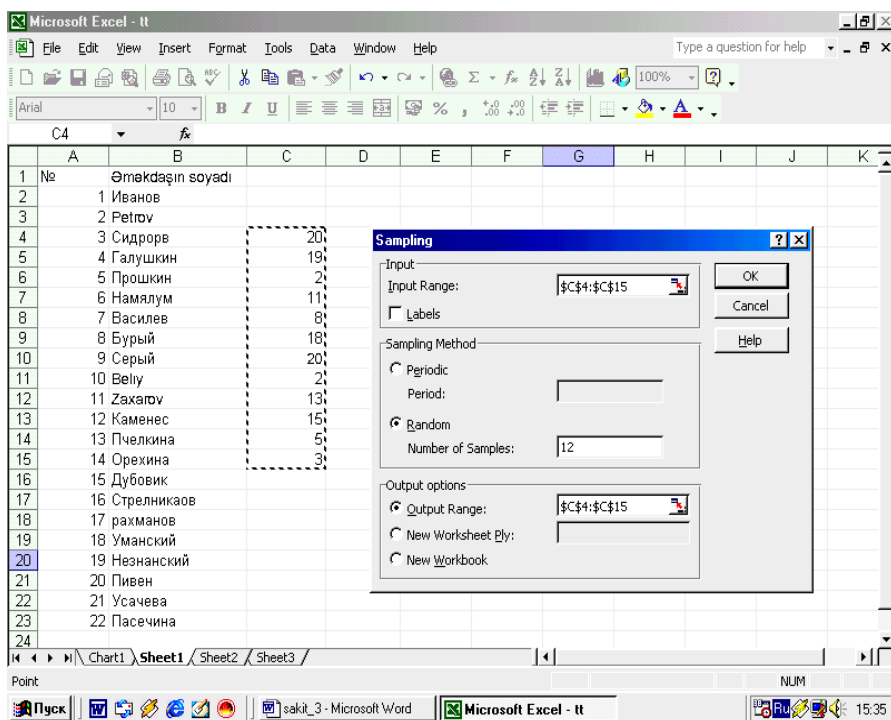 Microsoft Excel - tt
File Edit View Insert Format Tools Data Window Help Type a question for help
100%
Arial 10 B I U
C4 fx
A B C D E F G H I J K
1 № Əməkdaşın soyadı
2 1 Иванов
3 2 Petrov
4 3 Сидрорв 20
5 4 Галушкин 19
6 5 Прошкин 2
7 6 Намялум 11
8 7 Василев 8
9 8 Бурый 18
10 9 Серый 20
11 10 Beliy 2
12 11 Zaxarov 13
13 12 Каменес 15
14 13 Пчелкина 5
15 14 Орехина 3
16 15 Дубовик
17 16 Стрелникаов
18 17 рахманов
19 18 Уманский
20 19 Незнанский
21 20 Пивен
22 21 Усачева
23 22 Пасечина
24
Sampling
Input
Input Range: $C$4:$C$15
Labels
Sampling Method
Periodic
Period:
Random
Number of Samples: 12
Output options
Output Range: $C$4:$C$15
New Worksheet Ply:
New Workbook
OK
Cancel
Help
Chart1 Sheet1 Sheet2 Sheet3
Point NUM
Пуск sakit_3 - Microsoft Word Microsoft Excel - tt Ru 15:35